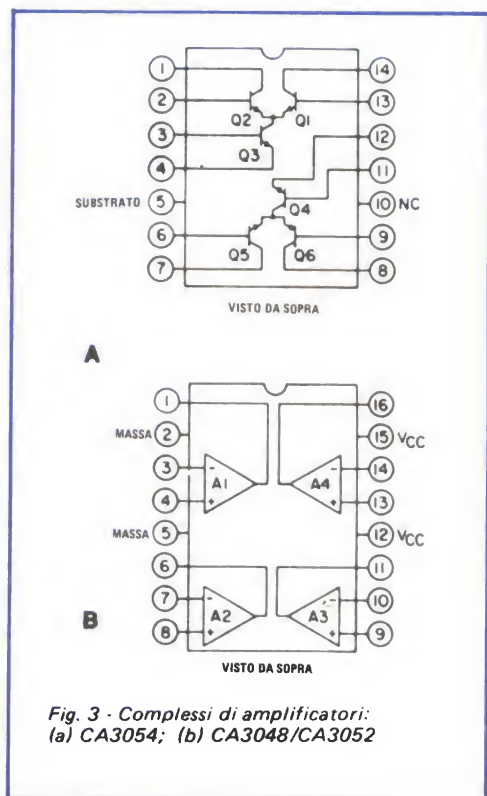 1 14
2 Q2 Q1 13
3 Q3 12
4 11
SUBSTRATO 5 Q4 10 NC
6 9
Q5 Q6
7 8
VISTO DA SOPRA
A
1 16
MASSA 2 15 VCC
3 - - 14
A1 A4
4 + + 13
MASSA 5 12 VCC
6 11
7 - - 10
B A2 A3
8 + + 9
VISTO DA SOPRA
Fig. 3 - Complessi di amplificatori:
(a) CA3054; (b) CA3048/CA3052